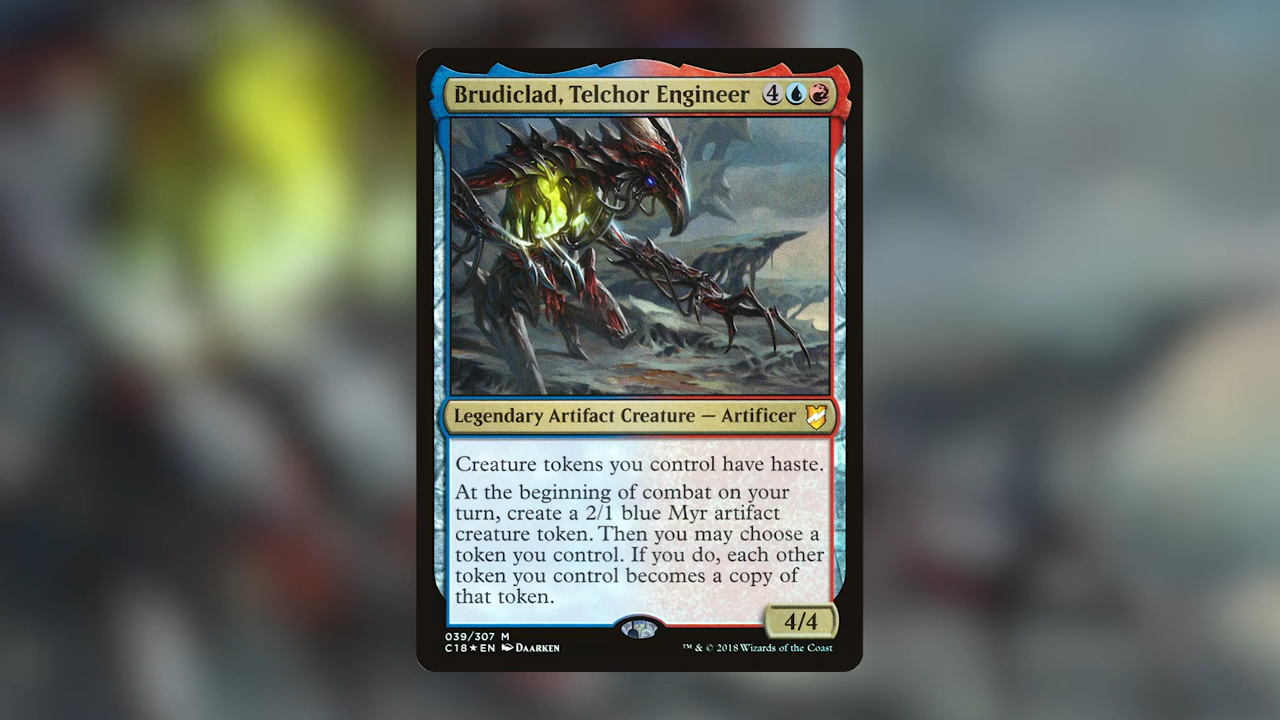 Brudiclad, Telchor Engineer 4
Legendary Artifact Creature — Artificer
Creature tokens you control have haste.
At the beginning of combat on your
turn, create a 2/1 blue Myr artifact
creature token. Then you may choose a
token you control. If you do, each other
token you control becomes a copy of
that token.
4/4
039/307 M
C18★EN Daarken
™ & © 2018 Wizards of the Coast